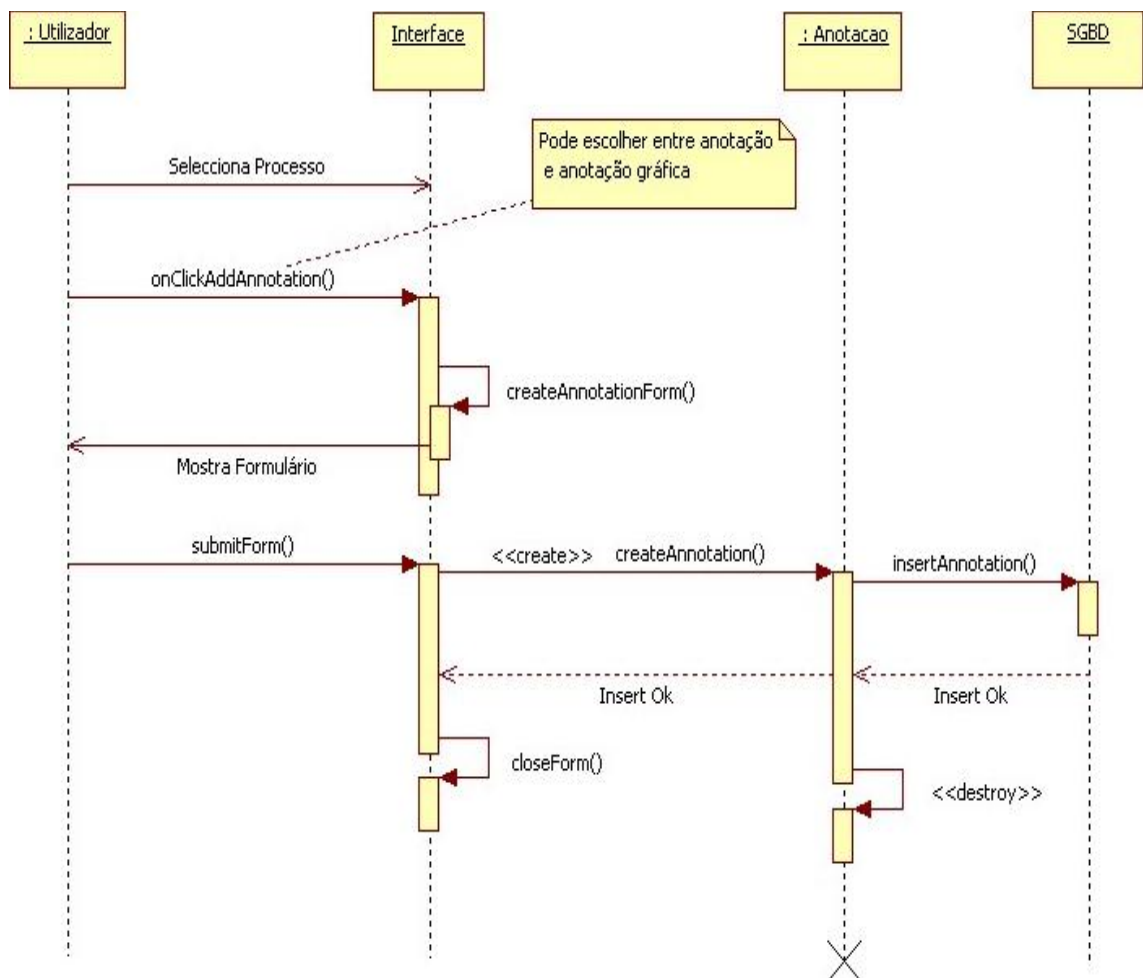 : Utilizador
Interface
: Anotacao
SGBD
Pode escolher entre anotação
e anotação gráfica
Selecciona Processo
onClickAddAnnotation()
createAnnotationForm()
Mostra Formulário
submitForm()
<<create>> createAnnotation()
insertAnnotation()
Insert Ok
Insert Ok
closeForm()
<<destroy>>